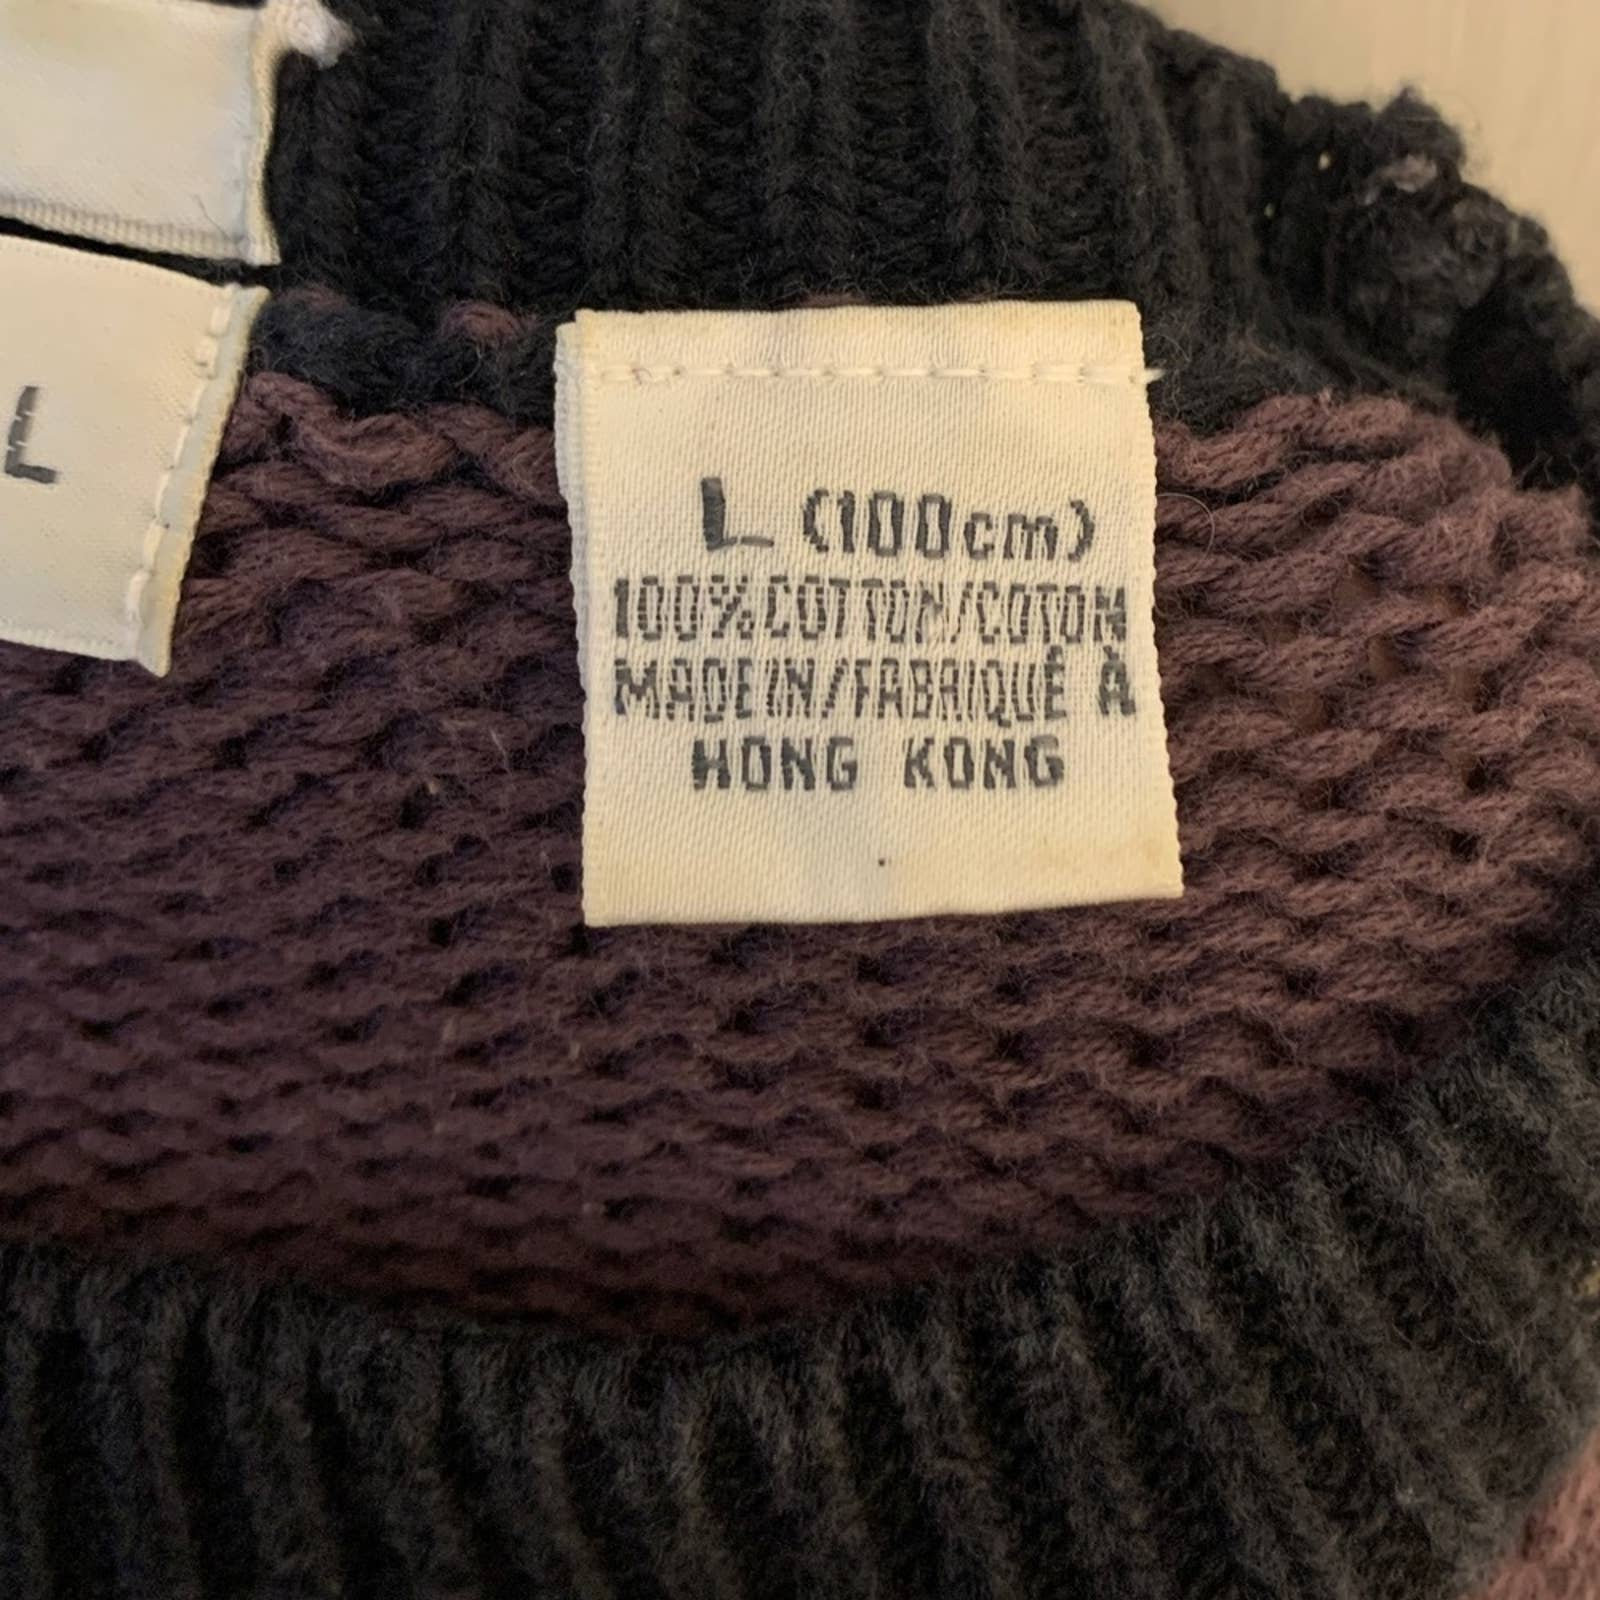 L
L (100cm)
100% COTTON/COTON
MADE IN/FABRIQUÉ À
HONG KONG